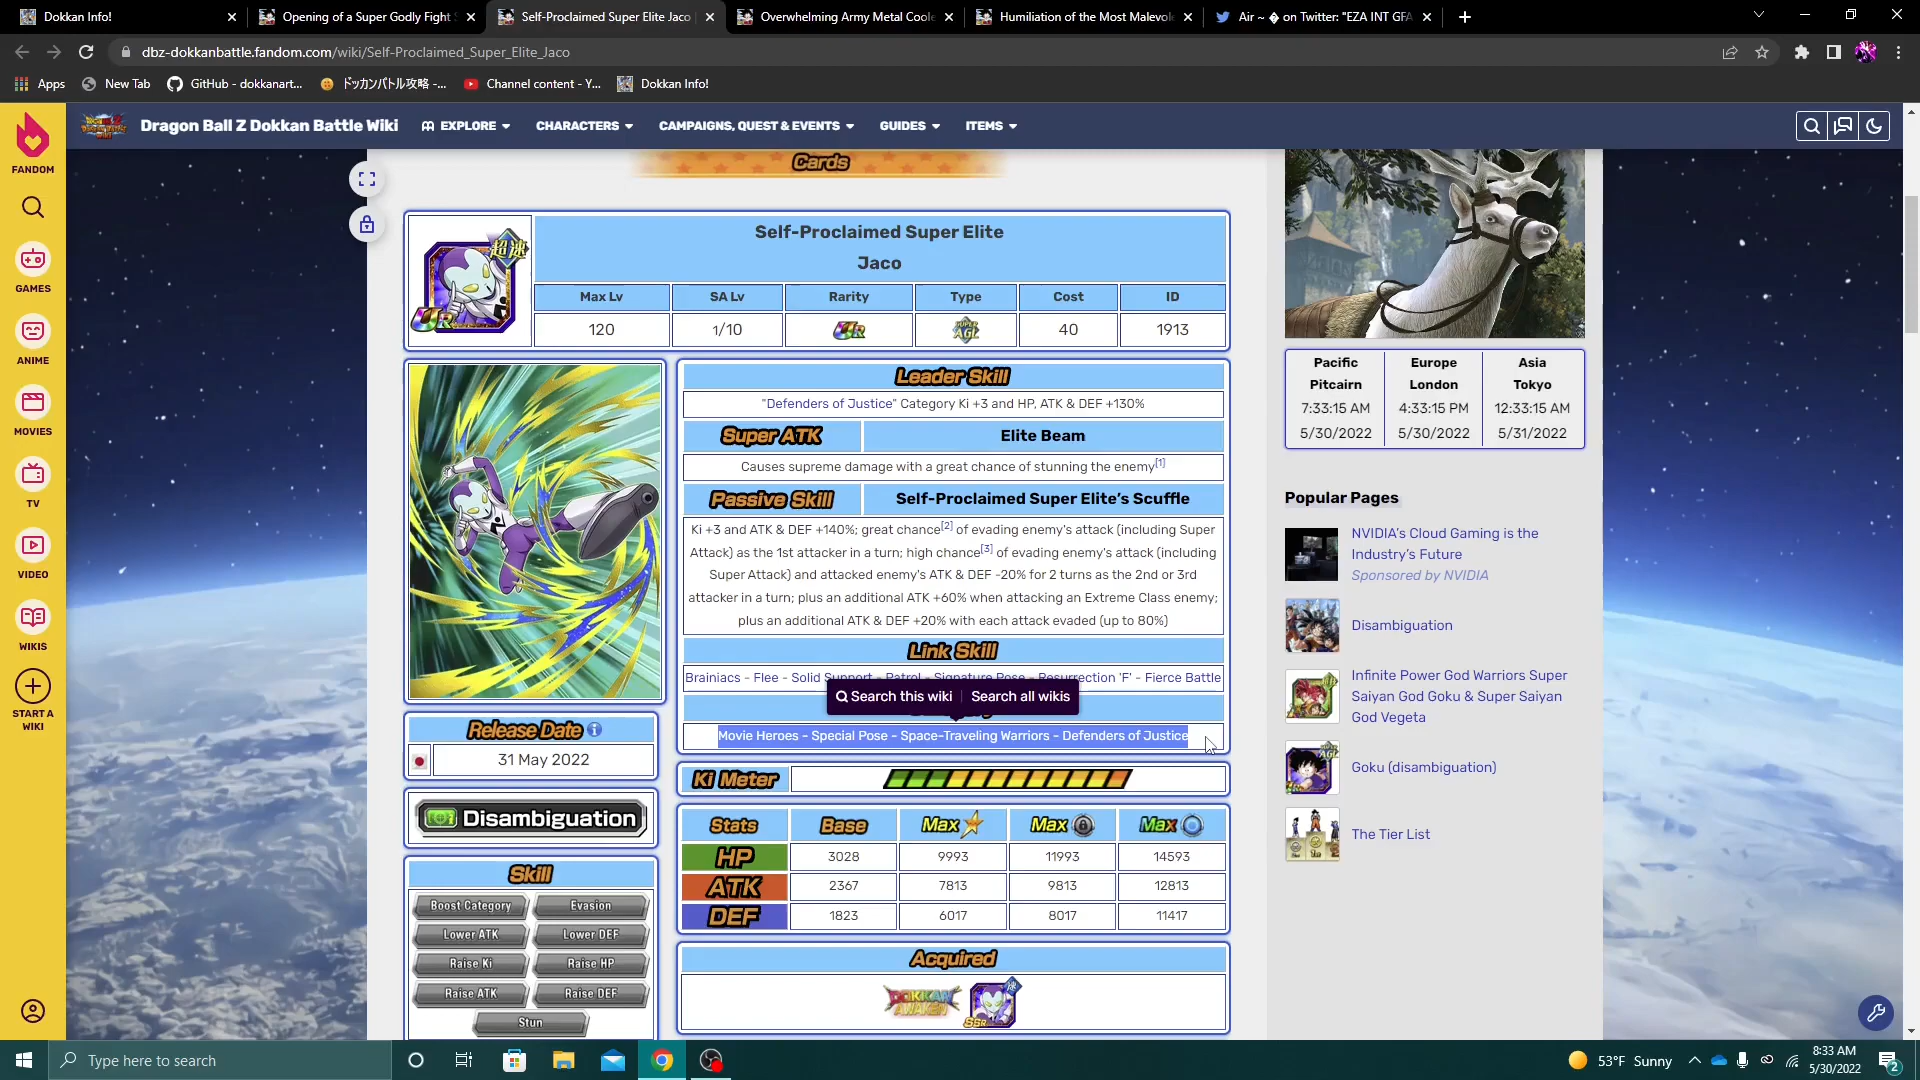 Dokkan Info!
Opening of a Super Godly Fight S
Self-Proclaimed Super Elite Jaco |
Overwhelming Army Metal Coole
Humiliation of the Most Malevole
Air ~ � on Twitter: "EZA INT GFA
dbz-dokkanbattle.fandom.com/wiki/Self-Proclaimed_Super_Elite_Jaco
Apps
New Tab
GitHub - dokkanart...
ドッカンバトル攻略 -...
Channel content - Y...
Dokkan Info!
FANDOM
GAMES
ANIME
MOVIES
TV
VIDEO
WIKIS
START A
WIKI
Dragon Ball Z Dokkan Battle Wiki
EXPLORE
CHARACTERS
CAMPAIGNS, QUEST & EVENTS
GUIDES
ITEMS
Cards
超速
UR
Self-Proclaimed Super Elite
Jaco
Max Lv SA Lv Rarity Type Cost ID
120 1/10 UR SUPER AGL 40 1913
Leader Skill
"Defenders of Justice" Category Ki +3 and HP, ATK & DEF +130%
Super ATK Elite Beam
Causes supreme damage with a great chance of stunning the enemy[1]
Passive Skill Self-Proclaimed Super Elite's Scuffle
Ki +3 and ATK & DEF +140%; great chance[2] of evading enemy's attack (including Super
Attack) as the 1st attacker in a turn; high chance[3] of evading enemy's attack (including
Super Attack) and attacked enemy's ATK & DEF -20% for 2 turns as the 2nd or 3rd
attacker in a turn; plus an additional ATK +60% when attacking an Extreme Class enemy;
plus an additional ATK & DEF +20% with each attack evaded (up to 80%)
Link Skill
Brainiacs - Flee - Solid Support - Patrol - Signature Pose - Resurrection 'F' - Fierce Battle
Search this wiki Search all wikis
Movie Heroes - Special Pose - Space-Traveling Warriors - Defenders of Justice
Ki Meter
Release Date
31 May 2022
Disambiguation
Skill
Boost Category Evasion
Lower ATK Lower DEF
Raise Ki Raise HP
Raise ATK Raise DEF
Stun
Stats Base Max Max Max
HP 3028 9993 11993 14593
ATK 2367 7813 9813 12813
DEF 1823 6017 8017 11417
Acquired
DOKKAN
AWAKEN
速
SSR
Pacific Europe Asia
Pitcairn London Tokyo
7:33:15 AM 4:33:15 PM 12:33:15 AM
5/30/2022 5/30/2022 5/31/2022
Popular Pages
NVIDIA's Cloud Gaming is the
Industry's Future
Sponsored by NVIDIA
Disambiguation
Infinite Power God Warriors Super
Saiyan God Goku & Super Saiyan
God Vegeta
Goku (disambiguation)
The Tier List
Type here to search
53°F Sunny
8:33 AM
5/30/2022
2